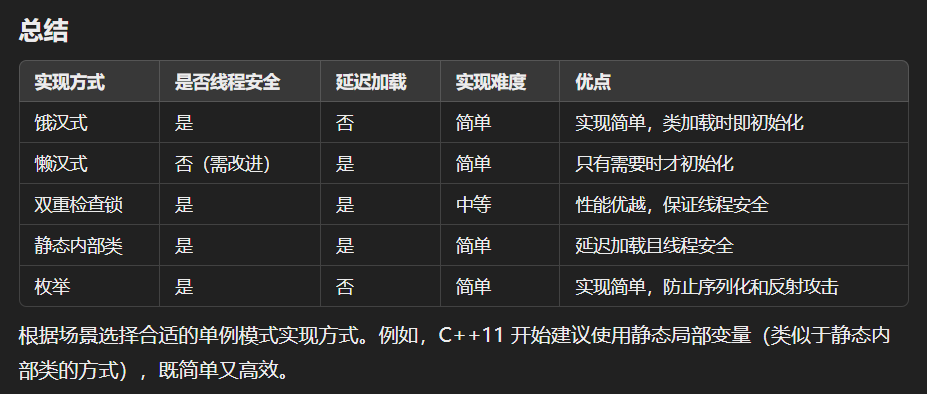 总结
实现方式 是否线程安全 延迟加载 实现难度 优点
饿汉式 是 否 简单 实现简单，类加载时即初始化
懒汉式 否（需改进） 是 简单 只有需要时才初始化
双重检查锁 是 是 中等 性能优越，保证线程安全
静态内部类 是 是 简单 延迟加载且线程安全
枚举 是 否 简单 实现简单，防止序列化和反射攻击
根据场景选择合适的单例模式实现方式。例如，C++11 开始建议使用静态局部变量（类似于静态内
部类的方式），既简单又高效。